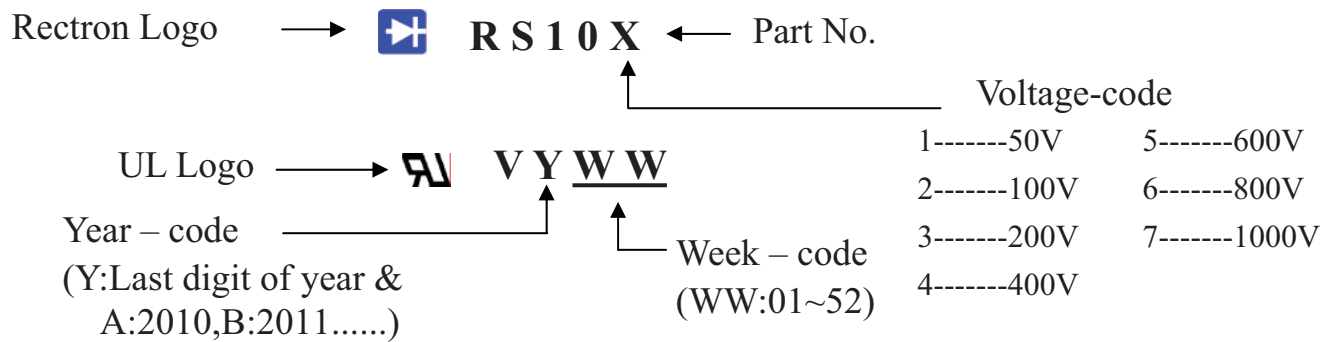 Rectron Logo R S 1 0 X Part No.
Voltage-code
1-------50V 5-------600V
UL Logo V Y W W
2-------100V 6-------800V
Year – code
3-------200V 7-------1000V
Week – code
(Y:Last digit of year &
4-------400V
(WW:01~52)
A:2010,B:2011......)